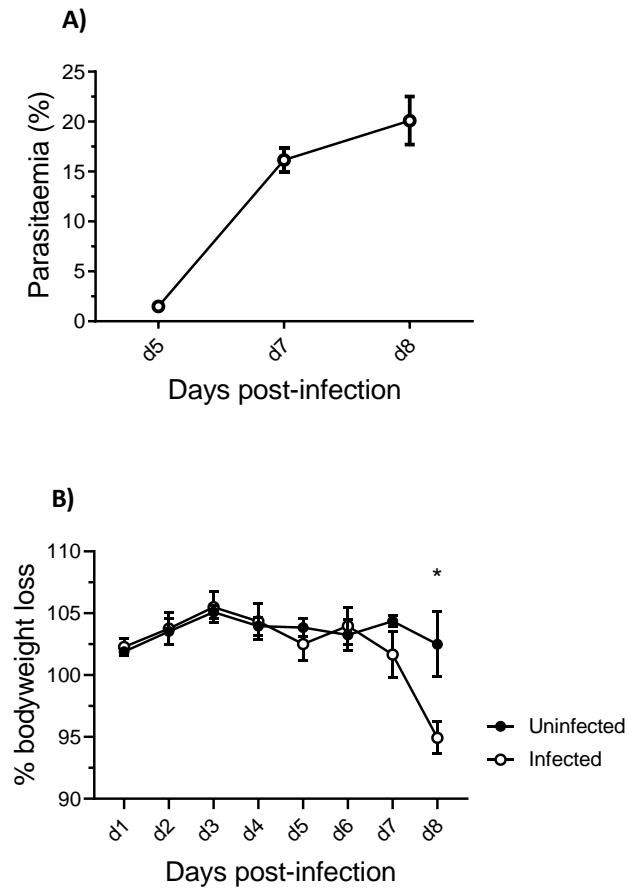 A)
25
20
15
10
5
0
Parasitaemia (%)
d5
d7
d8
Days post-infection
B)
110
105
100
95
90
% bodyweight loss
*
d1
d2
d3
d4
d5
d6
d7
d8
Days post-infection
Uninfected
Infected